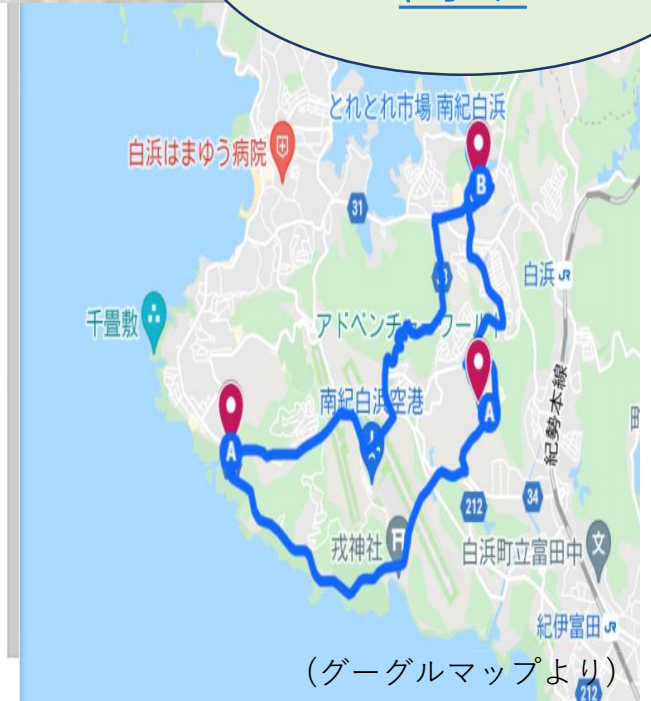 とれとれ市場 南紀白浜
白浜はまゆう病院
B
31
白浜
千畳敷
アドベンチャーワールド
南紀白浜空港
A
A
紀勢本線
212
34
戎神社
白浜町立富田中
文
紀伊富田
(グーグルマップより)
212